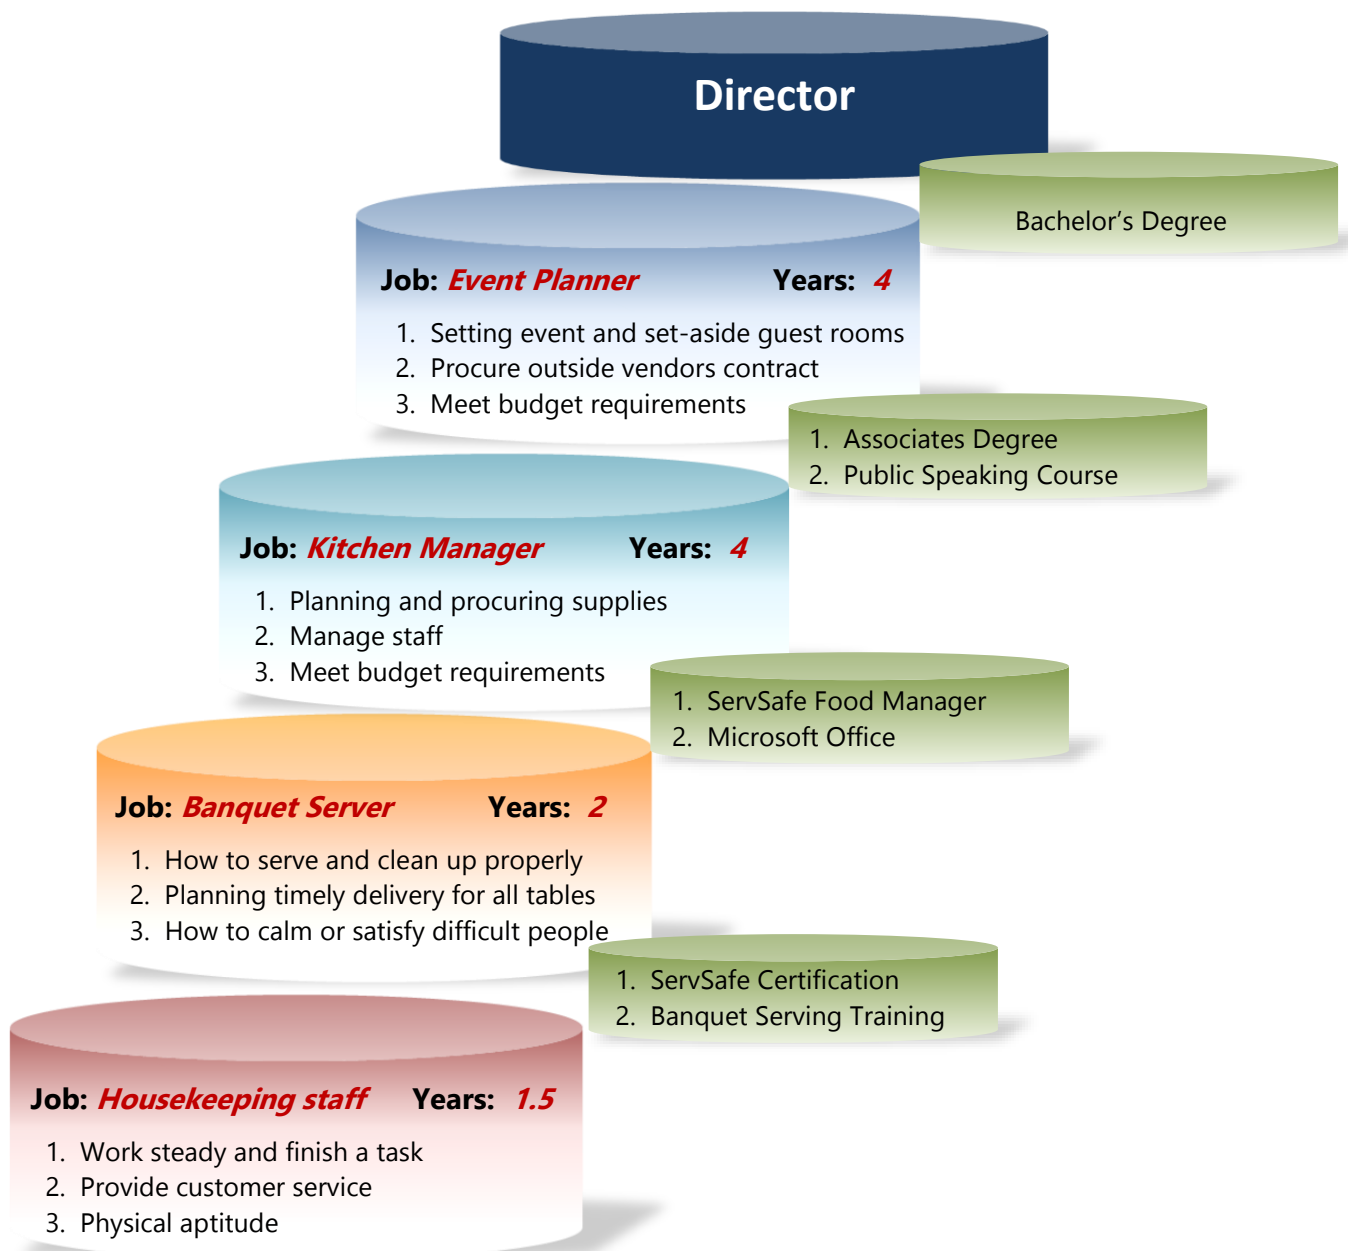 Director
Bachelor’s Degree
Job: Event Planner Years: 4
1. Setting event and set-aside guest rooms
2. Procure outside vendors contract
3. Meet budget requirements
1. Associates Degree
2. Public Speaking Course
Job: Kitchen Manager Years: 4
1. Planning and procuring supplies
2. Manage staff
3. Meet budget requirements
1. ServSafe Food Manager
2. Microsoft Office
Job: Banquet Server Years: 2
1. How to serve and clean up properly
2. Planning timely delivery for all tables
3. How to calm or satisfy difficult people
1. ServSafe Certification
2. Banquet Serving Training
Job: Housekeeping staff Years: 1.5
1. Work steady and finish a task
2. Provide customer service
3. Physical aptitude